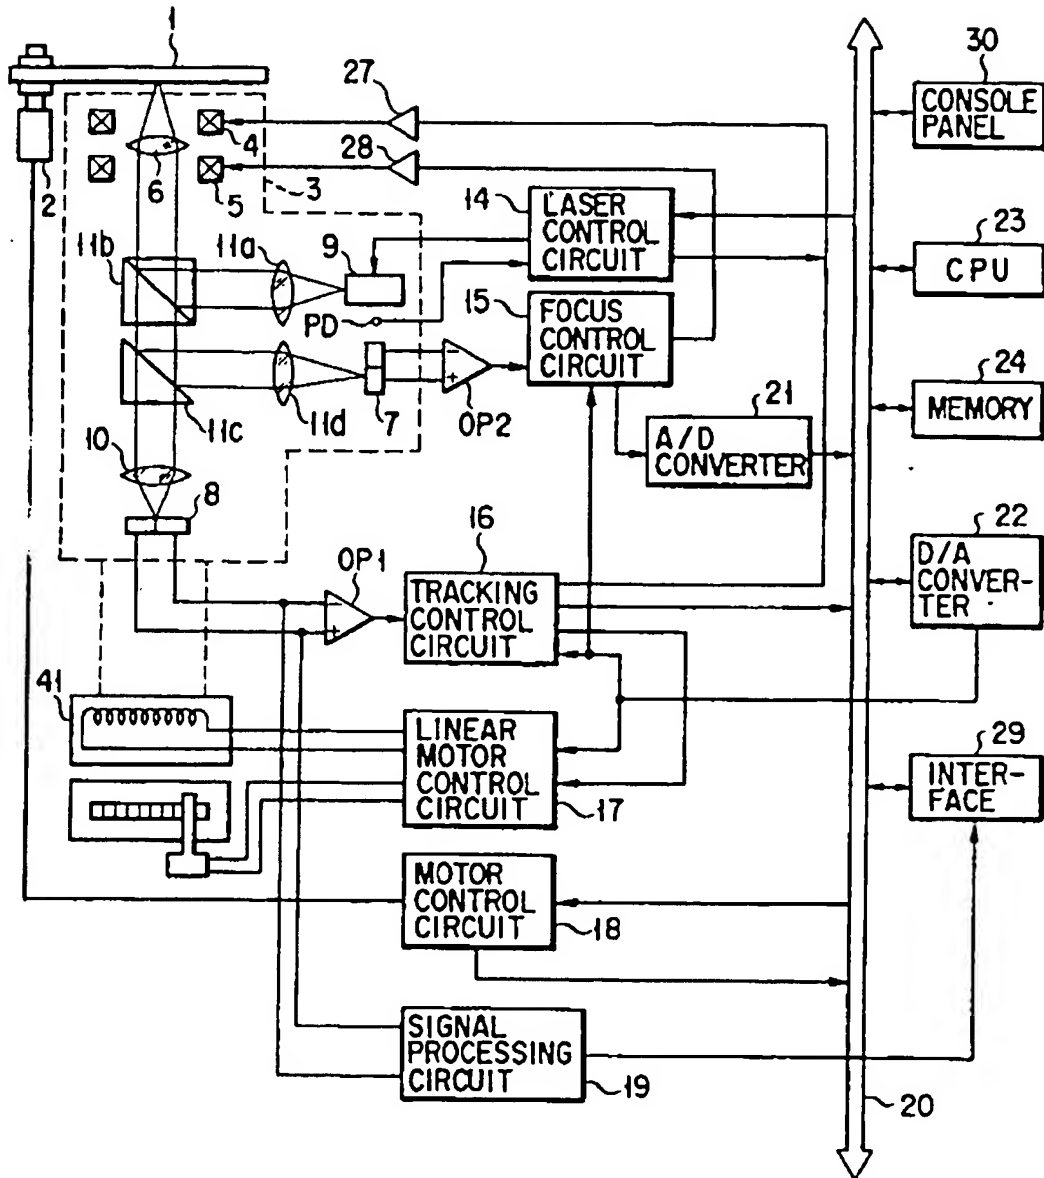 1
30
27
CONSOLE
PANEL
4
28
6
3
2
5
14
LASER
CONTROL
CIRCUIT
23
CPU
11b
11a
9
15
FOCUS
CONTROL
CIRCUIT
PD
24
MEMORY
21
A/D
CONVERTER
11c
11d
7
OP2
10
8
16
22
D/A
CONVER-
TER
OP1
TRACKING
CONTROL
CIRCUIT
41
LINEAR
MOTOR
CONTROL
CIRCUIT
17
29
INTER-
FACE
MOTOR
CONTROL
CIRCUIT
18
SIGNAL
PROCESSING
CIRCUIT
19
20